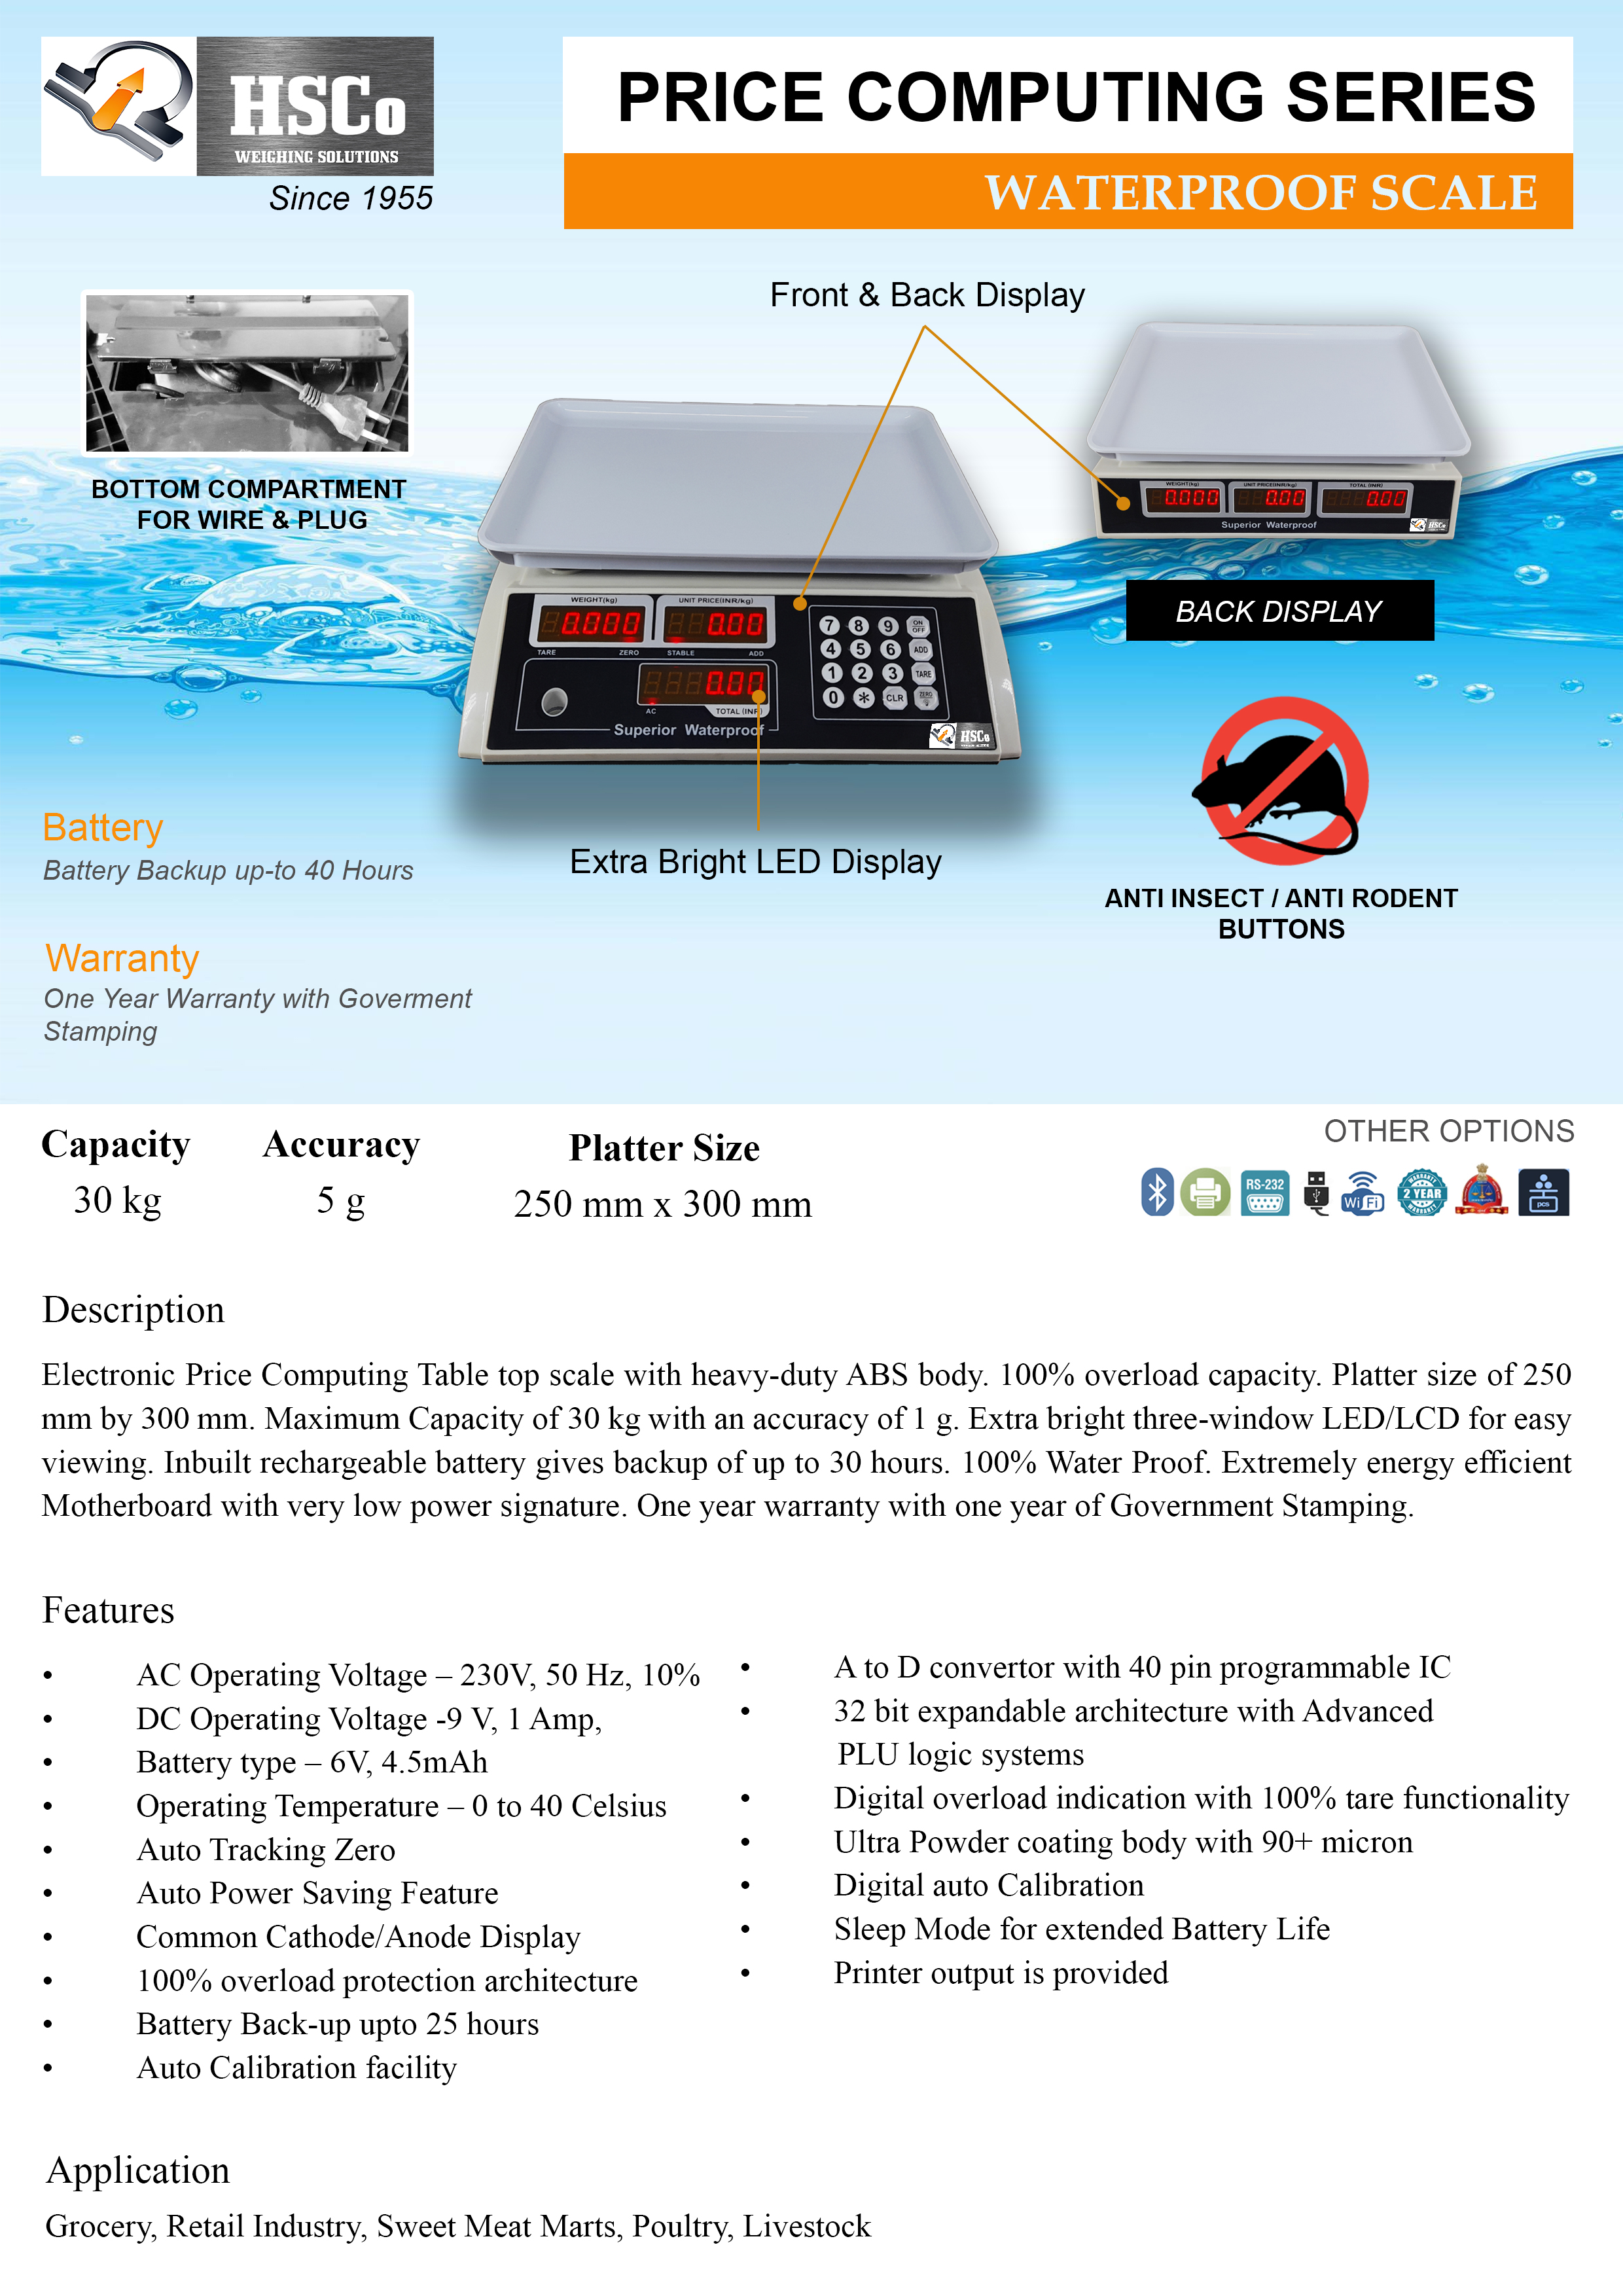 HSCo
WEIGHING SOLUTIONS
Since 1955
PRICE COMPUTING SERIES
WATERPROOF SCALE
Front & Back Display
BOTTOM COMPARTMENT
FOR WIRE & PLUG
WEIGHT(kg)
UNIT PRICE(INR/kg)
TOTAL (INR)
0.000
0.00
0.00
Superior Waterproof
HSCo
BACK DISPLAY
WEIGHT(kg)
UNIT PRICE(INR/kg)
0.000
0.00
TARE
ZERO
STABLE
ADD
0.00
AC
TOTAL (INR)
Superior Waterproof
7 8 9 ON OFF
4 5 6 ADD
1 2 3 TARE
0 * CLR ZERO
HSCo
Battery
Battery Backup up-to 40 Hours
Extra Bright LED Display
ANTI INSECT / ANTI RODENT
BUTTONS
Warranty
One Year Warranty with Goverment
Stamping
Capacity
30 kg
Accuracy
5 g
Platter Size
250 mm x 300 mm
OTHER OPTIONS
RS-232
WiFi
WARRANTY
2 YEAR
WARRANTY
pcs
Description
Electronic Price Computing Table top scale with heavy-duty ABS body. 100% overload capacity. Platter size of 250
mm by 300 mm. Maximum Capacity of 30 kg with an accuracy of 1 g. Extra bright three-window LED/LCD for easy
viewing. Inbuilt rechargeable battery gives backup of up to 30 hours. 100% Water Proof. Extremely energy efficient
Motherboard with very low power signature. One year warranty with one year of Government Stamping.
Features
• AC Operating Voltage – 230V, 50 Hz, 10%
• DC Operating Voltage -9 V, 1 Amp,
• Battery type – 6V, 4.5mAh
• Operating Temperature – 0 to 40 Celsius
• Auto Tracking Zero
• Auto Power Saving Feature
• Common Cathode/Anode Display
• 100% overload protection architecture
• Battery Back-up upto 25 hours
• Auto Calibration facility
• A to D convertor with 40 pin programmable IC
• 32 bit expandable architecture with Advanced
PLU logic systems
• Digital overload indication with 100% tare functionality
• Ultra Powder coating body with 90+ micron
• Digital auto Calibration
• Sleep Mode for extended Battery Life
• Printer output is provided
Application
Grocery, Retail Industry, Sweet Meat Marts, Poultry, Livestock